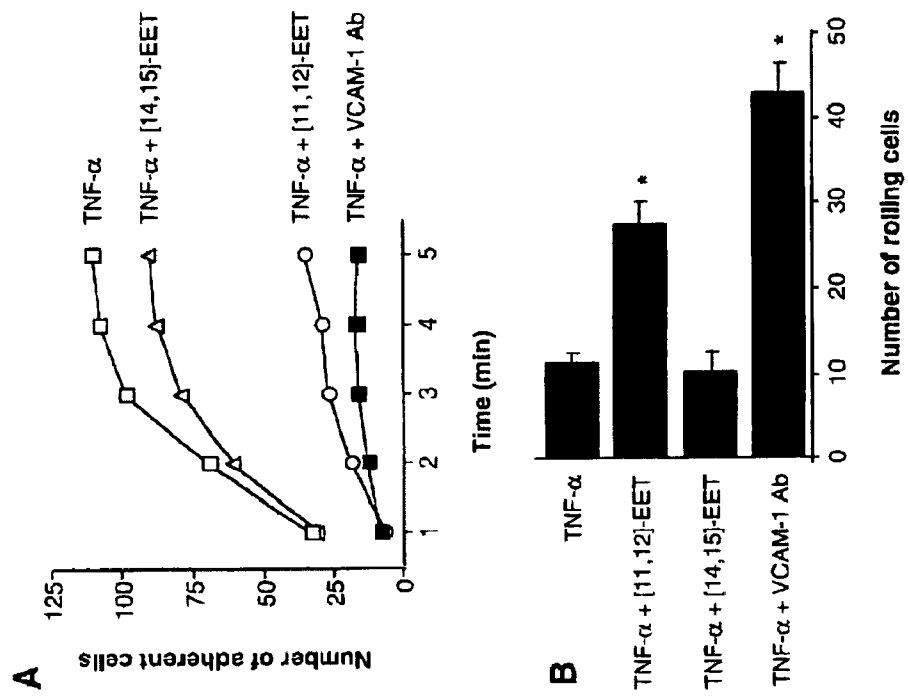 A
Number of adherent cells
125
100
75
50
25
0
1 2 3 4 5
Time (min)
TNF-α
TNF-α + [14,15]-EET
TNF-α + [11,12]-EET
TNF-α + VCAM-1 Ab
B
TNF-α
TNF-α + [11,12]-EET
*
TNF-α + [14,15]-EET
TNF-α + VCAM-1 Ab
*
0 10 20 30 40 50
Number of rolling cells